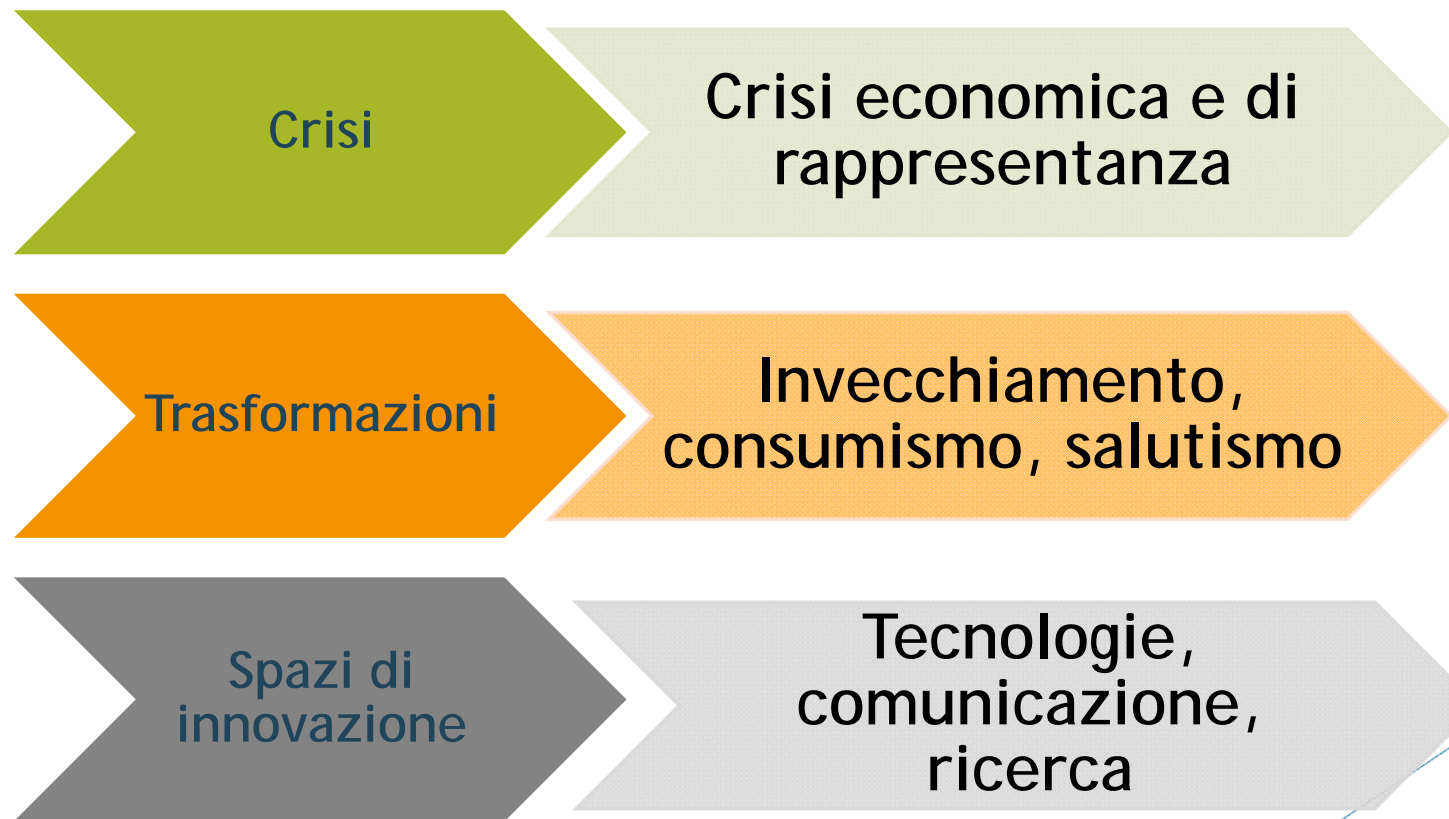 Crisi
Crisi economica e di
rappresentanza
Trasformazioni
Invecchiamento,
consumismo, salutismo
Spazi di
innovazione
Tecnologie,
comunicazione,
ricerca